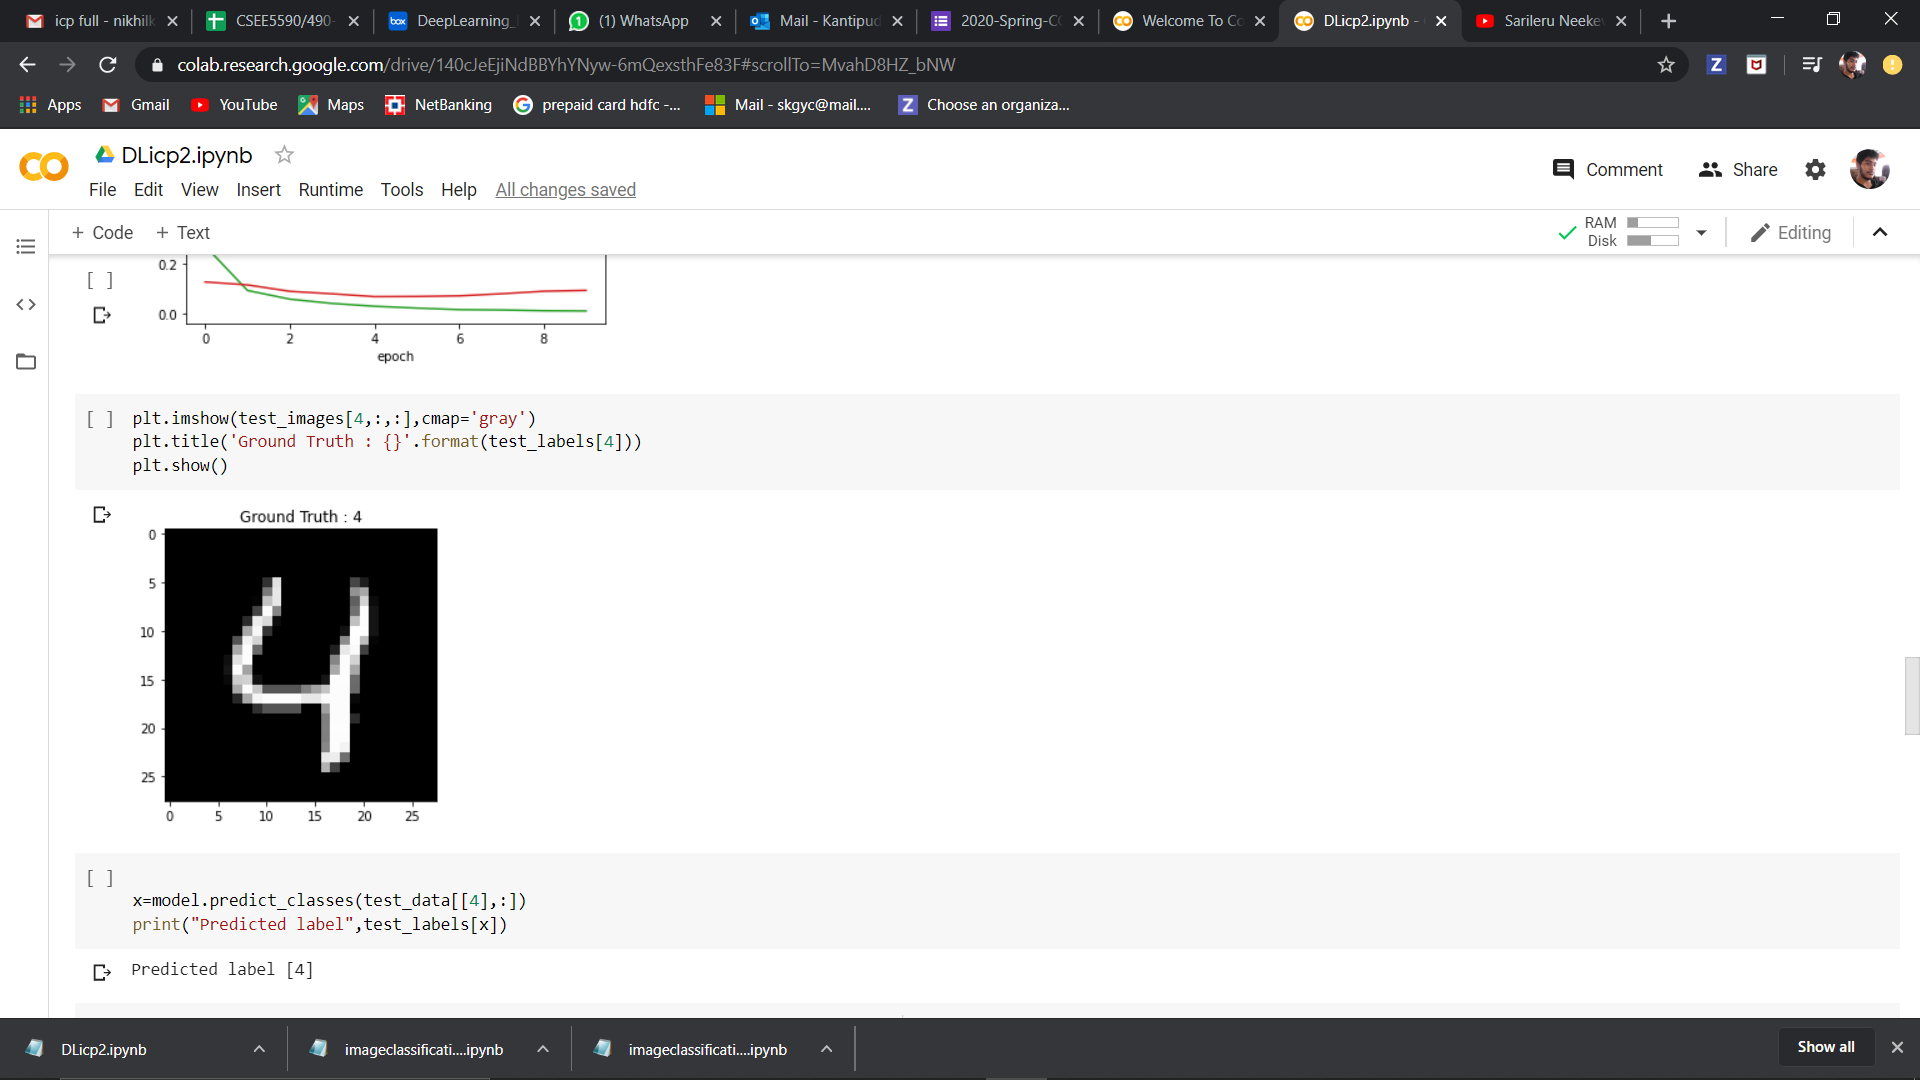 icp full - nikhilk
CSEE5590/490-
DeepLearning_
(1) WhatsApp
Mail - Kantipud
2020-Spring-CO
Welcome To Co
DLicp2.ipynb -
Sarileru Neekev
colab.research.google.com/drive/140cJeEjiNdBBYhYNyw-6mQexsthFe83F#scrollTo=MvahD8HZ_bNW
Apps
Gmail
YouTube
Maps
NetBanking
prepaid card hdfc -...
Mail - skgyc@mail....
Choose an organiza...
DLicp2.ipynb
Comment
Share
File Edit View Insert Runtime Tools Help All changes saved
+ Code + Text
RAM
Disk
Editing
[ ]
0.2
0.0
0 2 4 6 8
epoch
[ ] plt.imshow(test_images[4,:,:],cmap='gray')
plt.title('Ground Truth : {}'.format(test_labels[4]))
plt.show()
Ground Truth : 4
0
5
10
15
20
25
0 5 10 15 20 25
4
[ ]
x=model.predict_classes(test_data[[4],:])
print("Predicted label",test_labels[x])
Predicted label [4]
DLicp2.ipynb
imageclassificati....ipynb
imageclassificati....ipynb
Show all